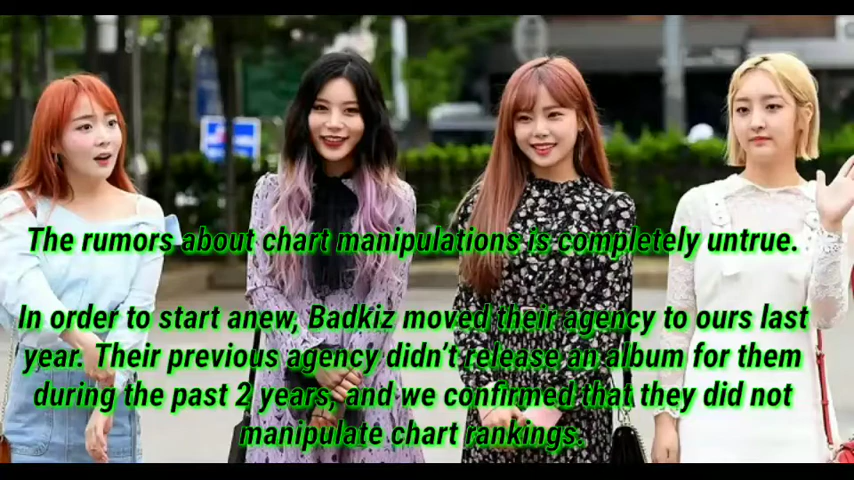 The rumors about chart manipulations is completely untrue.
In order to start anew, Badkiz moved their agency to ours last
year. Their previous agency didn't release an album for them
during the past 2 years, and we confirmed that they did not
manipulate chart rankings.